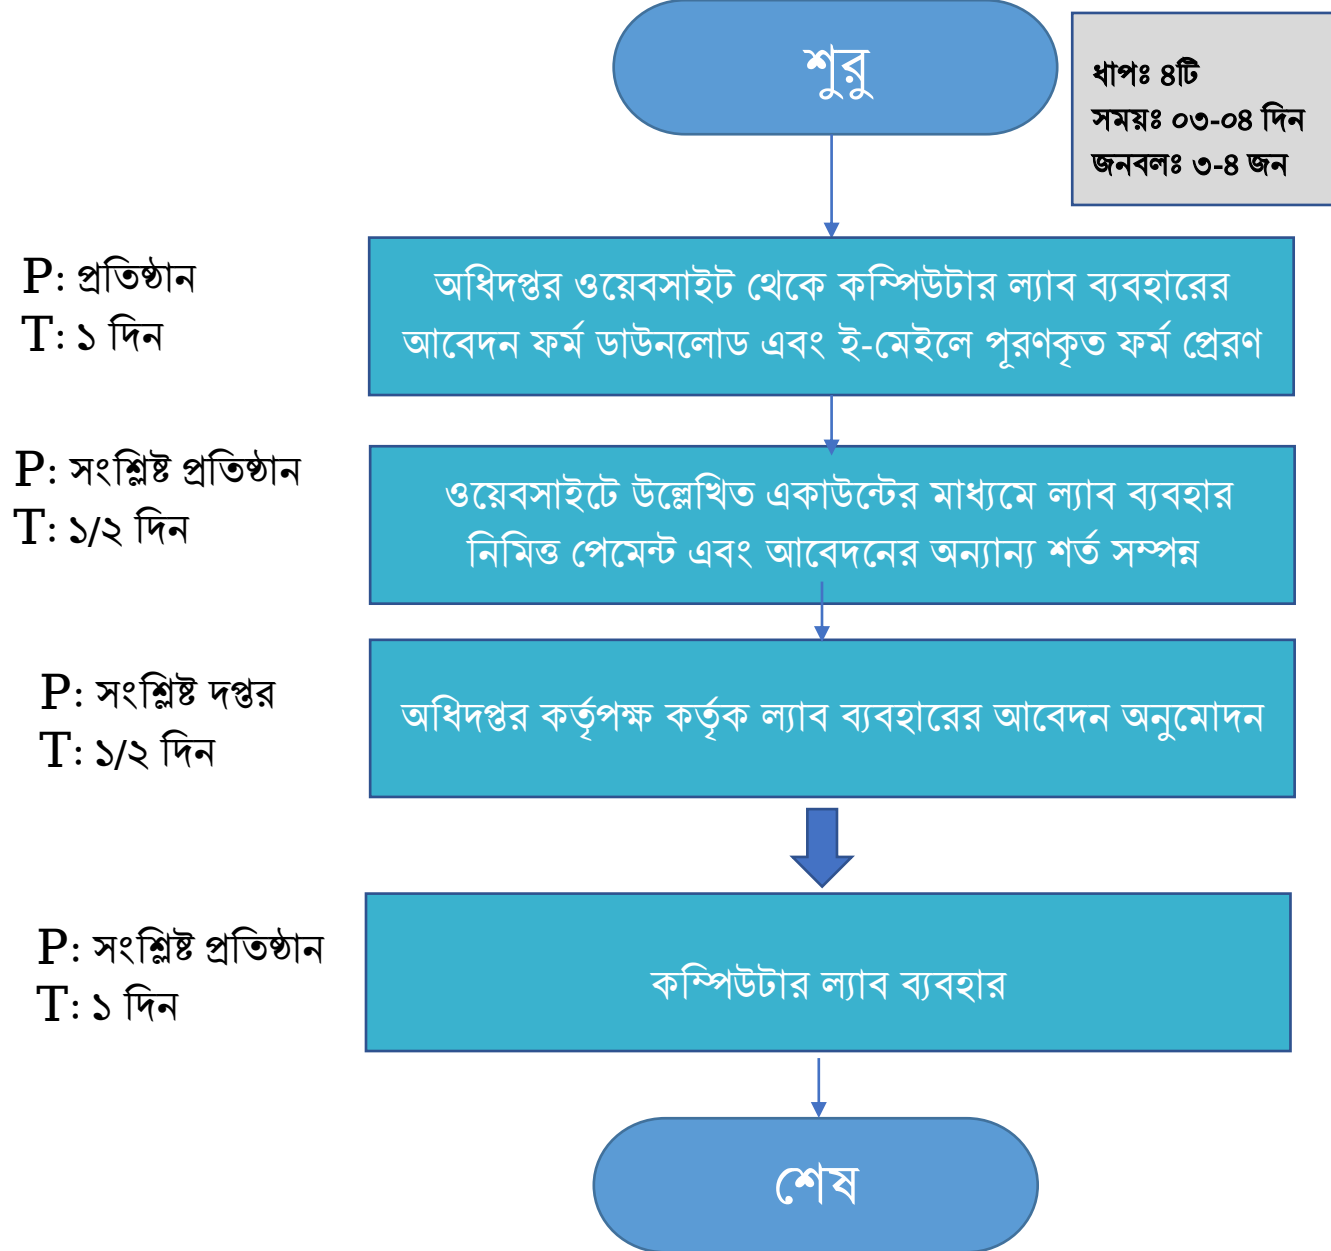 শুরু
ধাপঃ ৪টি
সময়ঃ ০৩-০৪ দিন
জনবলঃ ৩-৪ জন
P: প্রতিষ্ঠান
T: ১ দিন
অধিদপ্তর ওয়েবসাইট থেকে কম্পিউটার ল্যাব ব্যবহারের
আবেদন ফর্ম ডাউনলোড এবং ই-মেইলে পূরণকৃত ফর্ম প্রেরণ
P: সংশ্লিষ্ট প্রতিষ্ঠান
T: ১/২ দিন
ওয়েবসাইটে উল্লেখিত একাউন্টের মাধ্যমে ল্যাব ব্যবহার
নিমিত্ত পেমেন্ট এবং আবেদনের অন্যান্য শর্ত সম্পন্ন
P: সংশ্লিষ্ট দপ্তর
T: ১/২ দিন
অধিদপ্তর কর্তৃপক্ষ কর্তৃক ল্যাব ব্যবহারের আবেদন অনুমোদন
P: সংশ্লিষ্ট প্রতিষ্ঠান
T: ১ দিন
কম্পিউটার ল্যাব ব্যবহার
শেষ